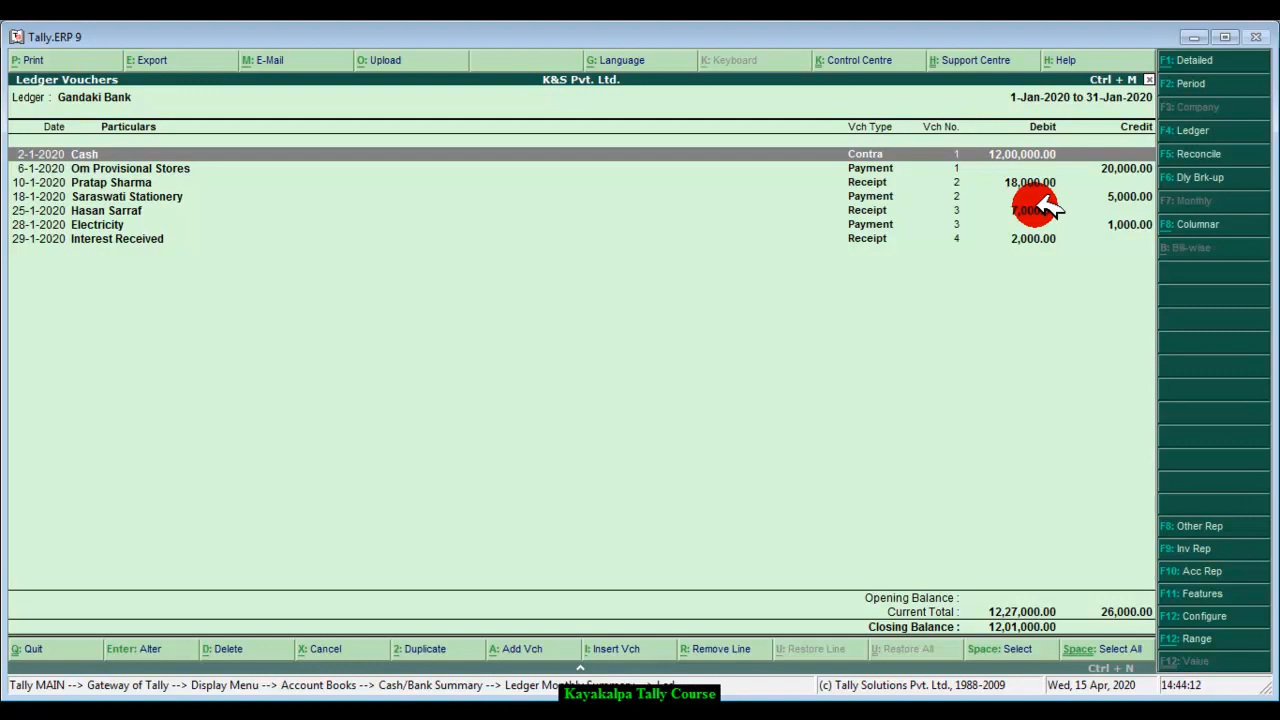 Tally.ERP 9
P: Print E: Export M: E-Mail O: Upload G: Language K: Keyboard K: Control Centre H: Support Centre H: Help
Ledger Vouchers K&S Pvt. Ltd. Ctrl + M
Ledger : Gandaki Bank 1-Jan-2020 to 31-Jan-2020
Date Particulars Vch Type Vch No. Debit Credit
2-1-2020 Cash Contra 1 12,00,000.00
6-1-2020 Om Provisional Stores Payment 1 20,000.00
10-1-2020 Pratap Sharma Receipt 2 18,000.00
18-1-2020 Saraswati Stationery Payment 2 5,000.00
25-1-2020 Hasan Sarraf Receipt 3
28-1-2020 Electricity Payment 3 1,000.00
29-1-2020 Interest Received Receipt 4 2,000.00
Opening Balance :
Current Total : 12,27,000.00 26,000.00
Closing Balance : 12,01,000.00
Q: Quit Enter: Alter D: Delete X: Cancel 2: Duplicate A: Add Vch I: Insert Vch R: Remove Line U: Restore Line U: Restore All Space: Select Space: Select All
Ctrl + N
Tally MAIN --> Gateway of Tally --> Display Menu --> Account Books --> Cash/Bank Summary --> Ledger Monthly (c) Tally Solutions Pvt. Ltd., 1988-2009 Wed, 15 Apr, 2020 14:44:12
Kayakalpa Tally Course
F1: Detailed
F2: Period
F3: Company
F4: Ledger
F5: Reconcile
F6: Dly Brk-up
F7: Monthly
F8: Columnar
B: Bill-wise
F8: Other Rep
F9: Inv Rep
F10: Acc Rep
F11: Features
F12: Configure
F12: Range
F12: Value